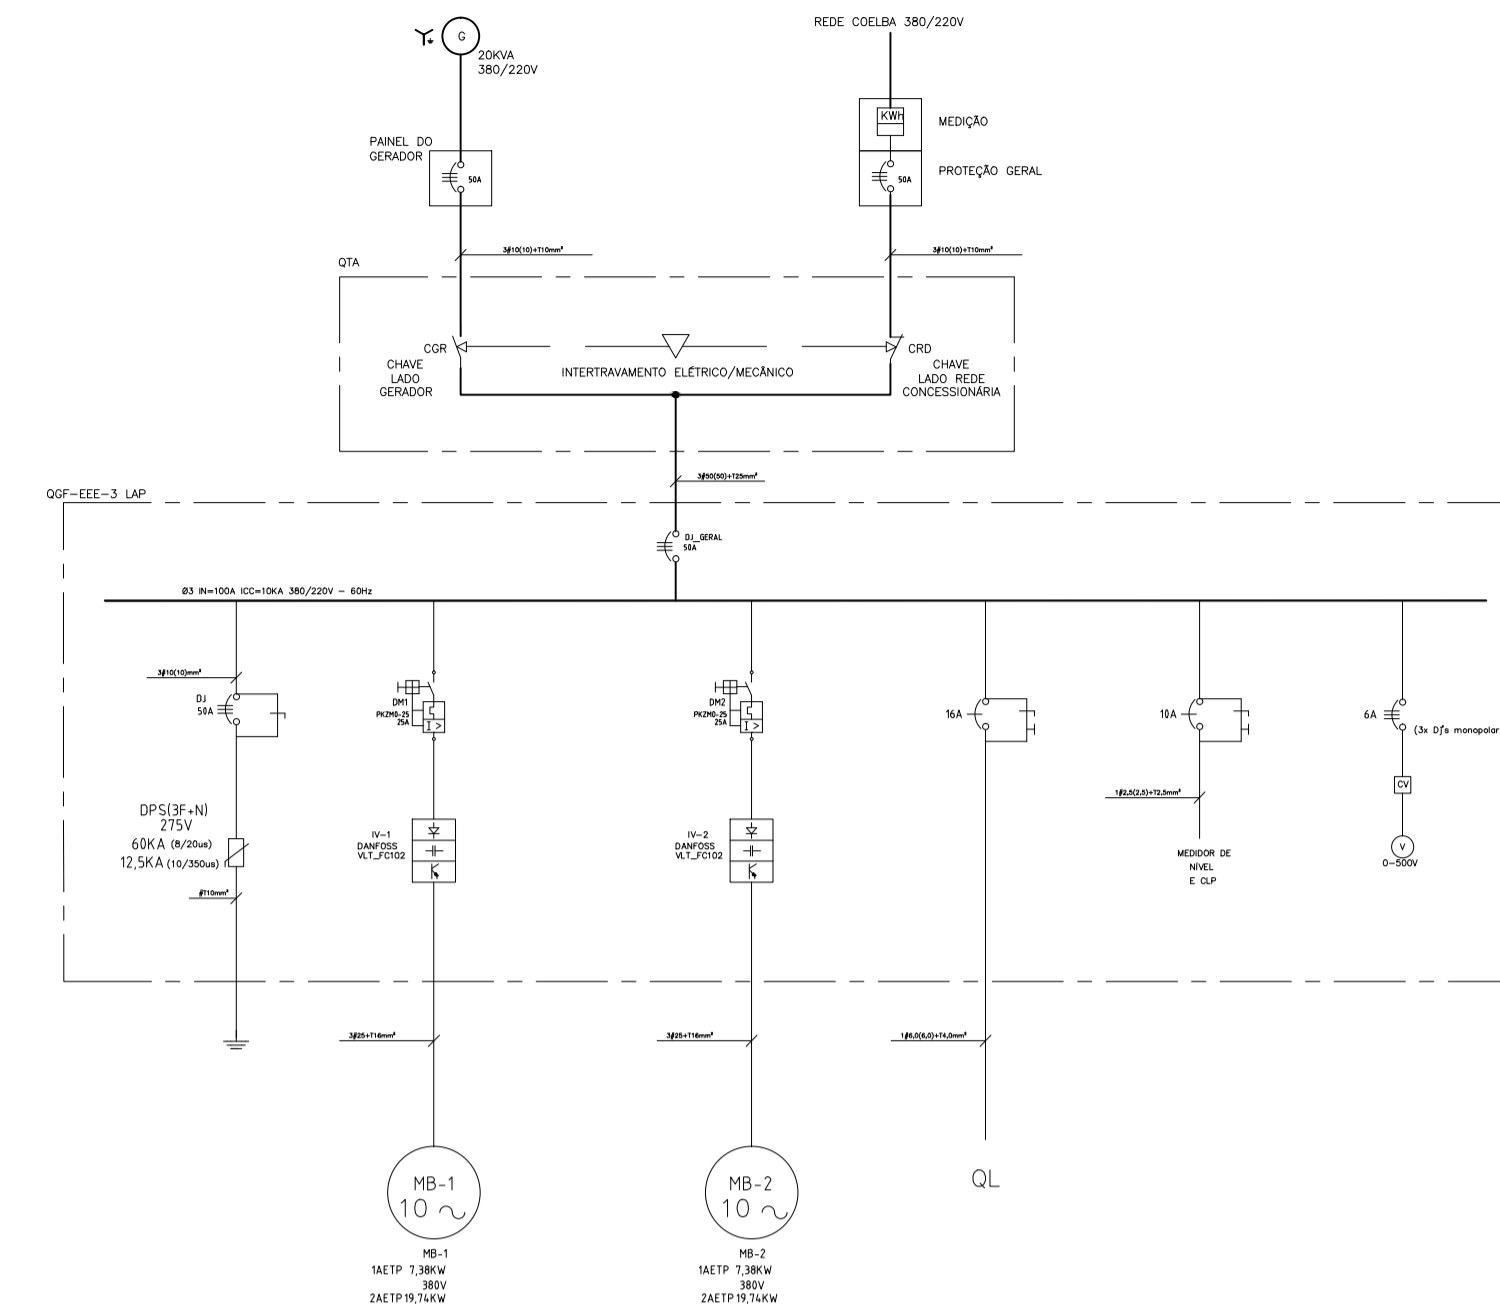 G
20KVA
380/220V
REDE COELBA 380/220V
KWh
MEDIÇÃO
PAINEL DO
GERADOR
50A
PROTEÇÃO GERAL
50A
3#10(10)+T10mm²
3#10(10)+T10mm²
QTA
CGR
CHAVE
LADO
GERADOR
INTERTRAVAMENTO ELÉTRICO/MECÂNICO
CRD
CHAVE
LADO REDE
CONCESSIONÁRIA
3#50(50)+T25mm²
QGF-EEE-3 LAP
DJ_GERAL
50A
Ø3 IN=100A ICC=10KA 380/220V - 60Hz
3#10(10)mm²
DJ
50A
DM1
PKZM0-25
25A
I >
DM2
PKZM0-25
25A
I >
16A
10A
6A
(3x Dj's monopolar
1#2,5(2,5)+T2,5mm²
CV
DPS(3F+N)
275V
60KA (8/20us)
12,5KA (10/350us)
#T10mm²
IV-1
DANFOSS
VLT_FC102
IV-2
DANFOSS
VLT_FC102
MEDIDOR DE
NÍVEL
E CLP
V
0-500V
3#25+T16mm²
3#25+T16mm²
1#6,0(6,0)+T4,0mm²
MB-1
10 ~
MB-2
10 ~
QL
MB-1
1AETP 7,38KW
380V
2AETP 19,74KW
MB-2
1AETP 7,38KW
380V
2AETP 19,74KW